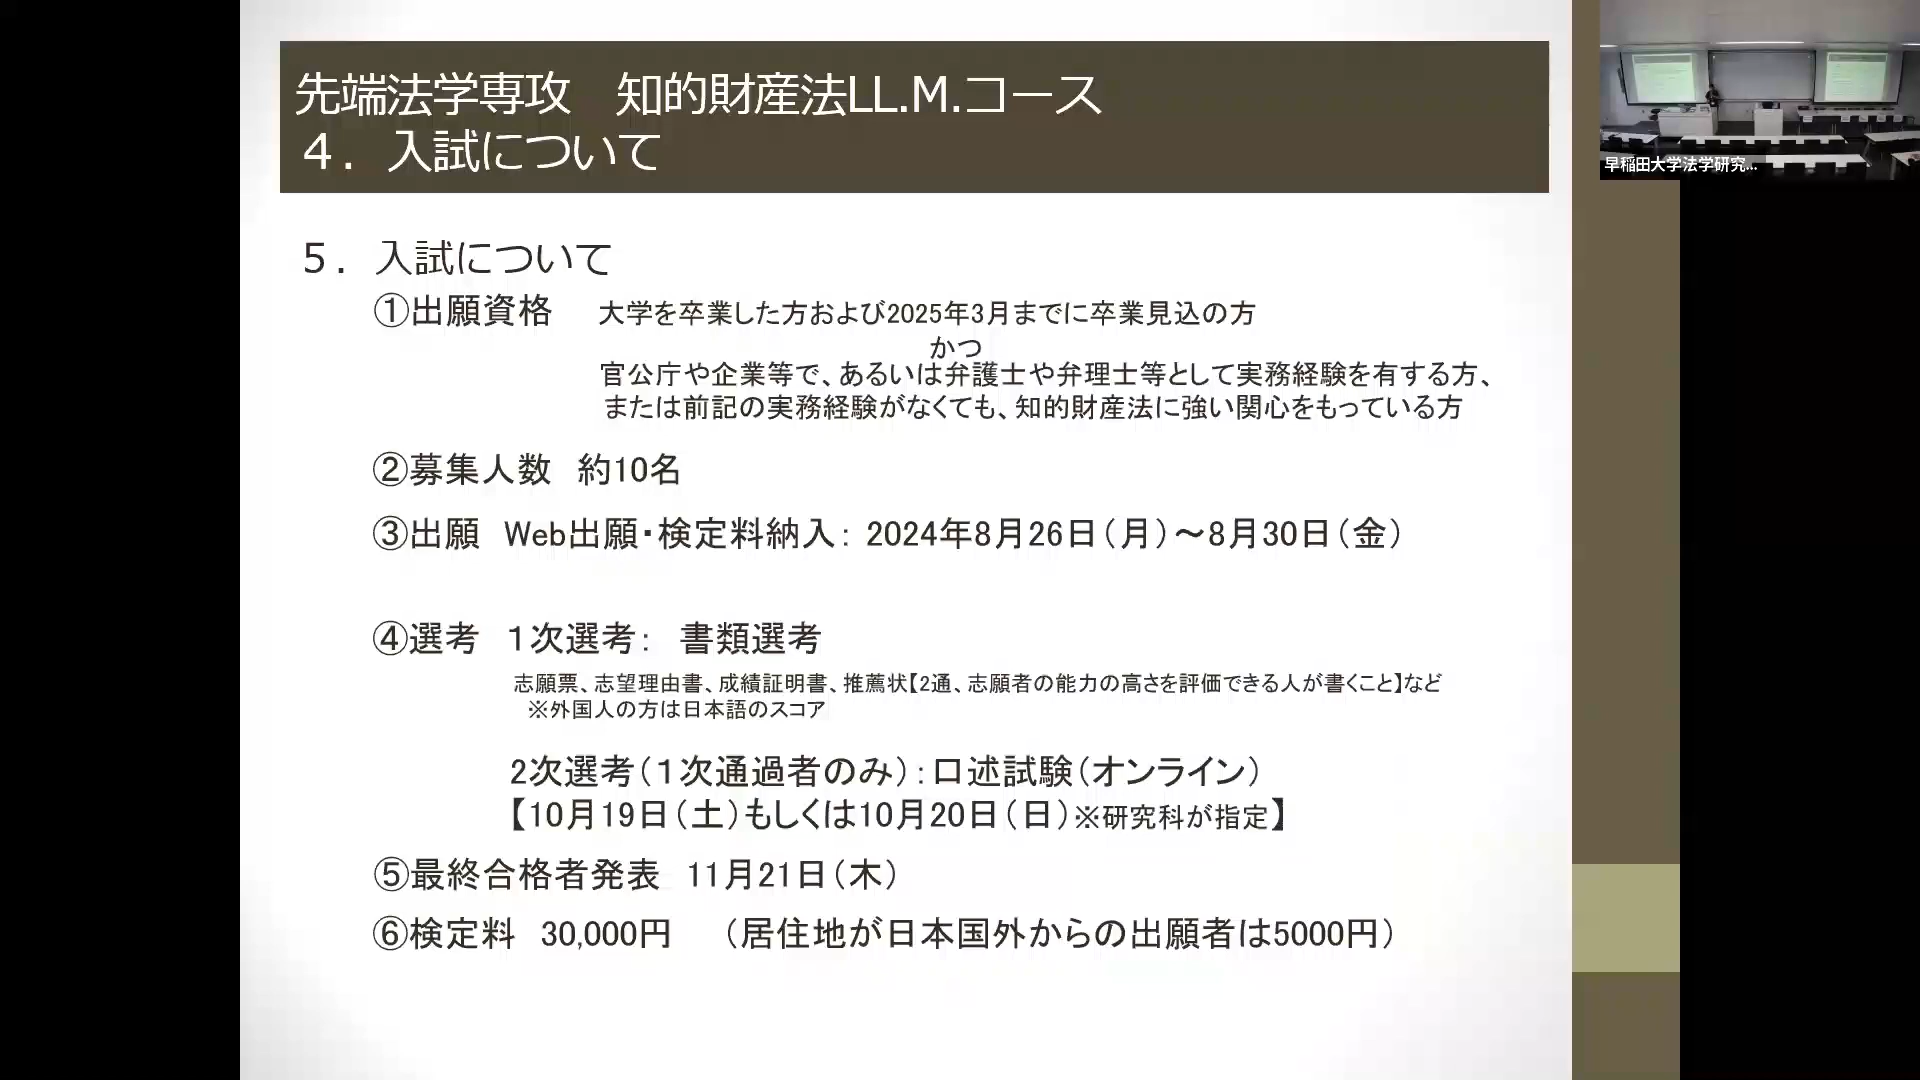 先端法学専攻　知的財産法LL.M.コース
４．入試について
５．入試について
①出願資格　大学を卒業した方および2025年3月までに卒業見込の方
かつ
官公庁や企業等で、あるいは弁護士や弁理士等として実務経験を有する方、
または前記の実務経験がなくても、知的財産法に強い関心をもっている方
②募集人数　約10名
③出願　Web出願・検定料納入：2024年8月26日（月）～8月30日（金）
④選考　１次選考：　書類選考
志願票、志望理由書、成績証明書、推薦状【2通、志願者の能力の高さを評価できる人が書くこと】など
※外国人の方は日本語のスコア
2次選考（１次通過者のみ）：口述試験（オンライン）
【10月19日（土）もしくは10月20日（日）※研究科が指定】
⑤最終合格者発表　11月21日（木）
⑥検定料　30,000円　（居住地が日本国外からの出願者は5000円）
早稲田大学法学研究...